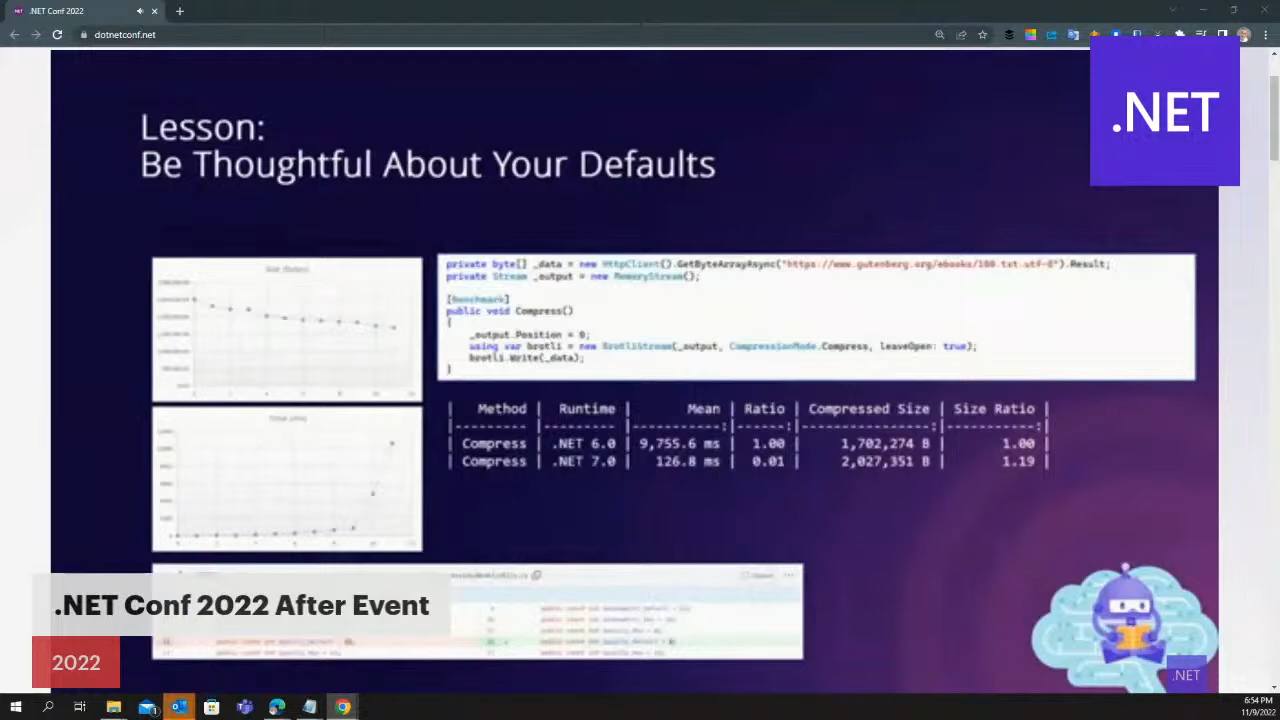 .NET Conf 2022
dotnetconf.net
.NET
Lesson:
Be Thoughtful About Your Defaults
Size (bytes)
private byte[] _data = new HttpClient().GetByteArrayAsync("https://www.gutenberg.org/ebooks/100.txt.utf-8").Result;
private Stream _output = new MemoryStream();
[Benchmark]
public void Compress()
{
_output.Position = 0;
using var brotli = new BrotliStream(_output, CompressionMode.Compress, leaveOpen: true);
brotli.Write(_data);
}
Time (ms)
| Method | Runtime | Mean | Ratio | Compressed Size | Size Ratio |
|--------- |--------- |-----------:|------:|----------------:|-----------:|
| Compress | .NET 6.0 | 9,755.6 ms | 1.00 | 1,702,274 B | 1.00 |
| Compress | .NET 7.0 | 126.8 ms | 0.01 | 2,027,351 B | 1.19 |
.NET Conf 2022 After Event
2022
.NET
6:54 PM
11/9/2022